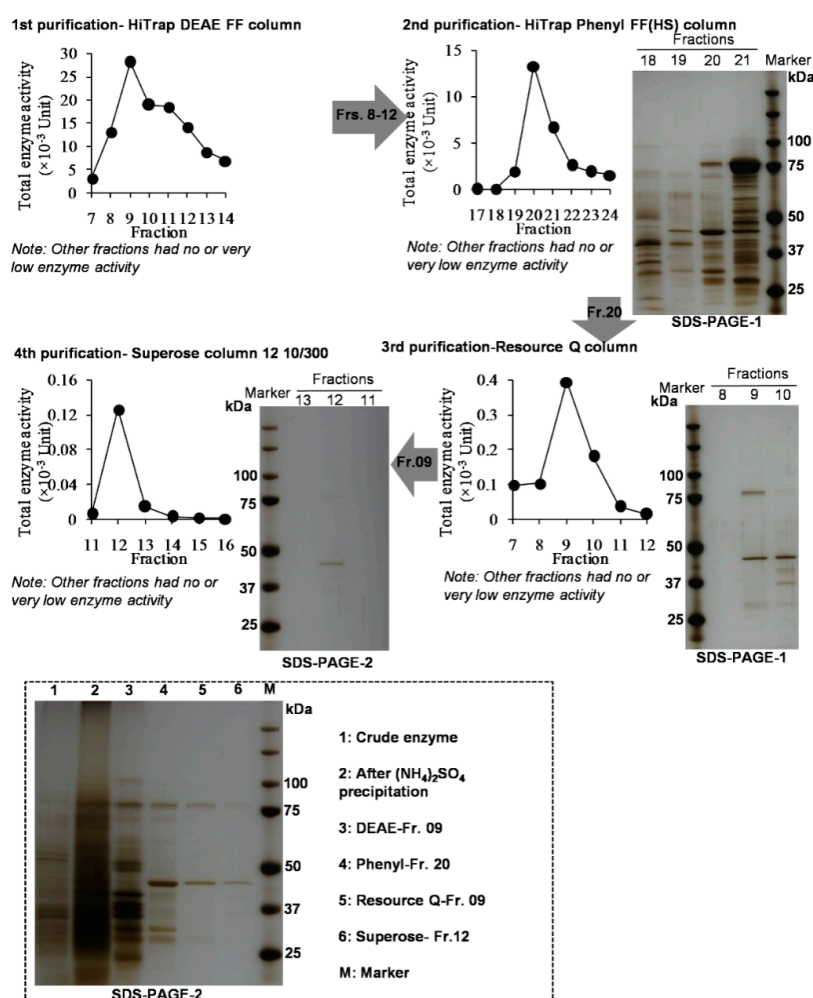 1st purification- HiTrap DEAE FF column
Total enzyme activity
(×10-3 Unit)
30
25
20
15
10
5
0
7 8 9 10 11 12 13 14
Fraction
Note: Other fractions had no or very
low enzyme activity
Frs. 8-12
2nd purification- HiTrap Phenyl FF(HS) column
Total enzyme activity
(×10-3 Unit)
15
10
5
0
17 18 19 20 21 22 23 24
Fraction
Note: Other fractions had no or
very low enzyme activity
Fractions
18 19 20 21 Marker
kDa
100
75
50
37
25
SDS-PAGE-1
Fr.20
3rd purification-Resource Q column
Total enzyme activity
(×10-3 Unit)
0.4
0.3
0.2
0.1
0
7 8 9 10 11 12
Fraction
Note: Other fractions had no or
very low enzyme activity
Fractions
Marker 8 9 10
kDa
100
75
50
37
25
SDS-PAGE-1
Fr.09
4th purification- Superose column 12 10/300
Total enzyme activity
(×10-3 Unit)
0.16
0.12
0.08
0.04
0
11 12 13 14 15 16
Fraction
Note: Other fractions had no or
very low enzyme activity
Fractions
Marker 13 12 11
kDa
100
75
50
37
25
SDS-PAGE-2
1 2 3 4 5 6 M
kDa
100
75
50
37
25
SDS-PAGE-2
1: Crude enzyme
2: After (NH4)2SO4
precipitation
3: DEAE-Fr. 09
4: Phenyl-Fr. 20
5: Resource Q-Fr. 09
6: Superose- Fr.12
M: Marker